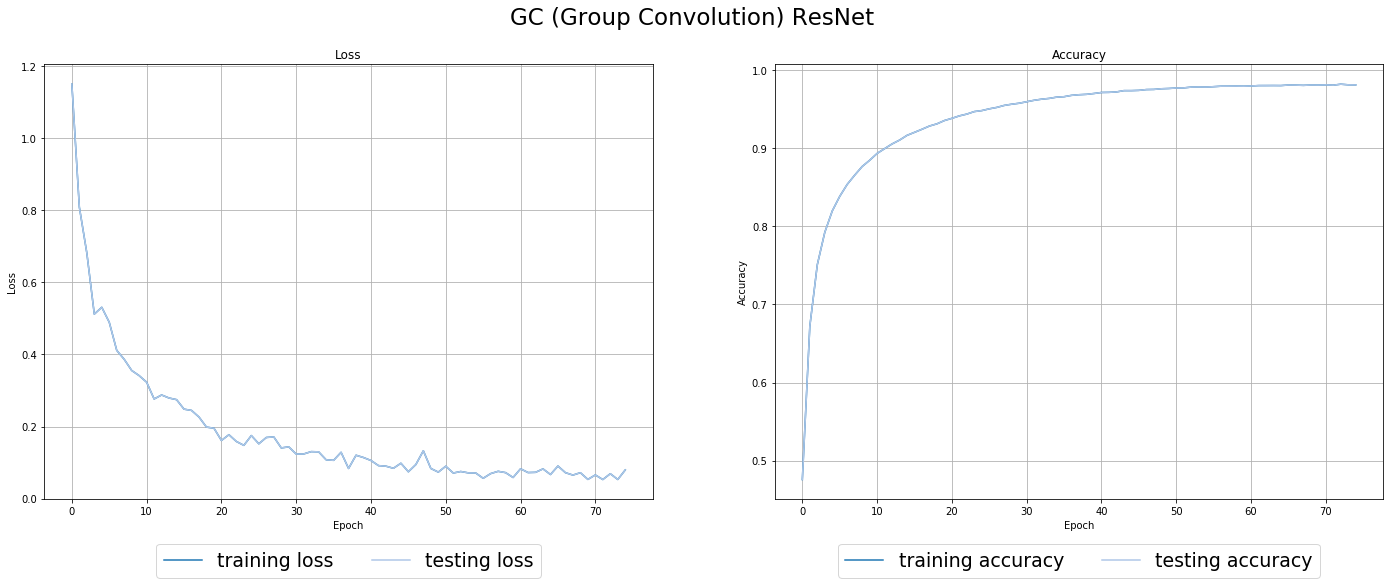 GC (Group Convolution) ResNet
Loss
1.2
1.0
0.8
0.6
0.4
0.2
0.0
Loss
0 10 20 30 40 50 60 70
Epoch
training loss testing loss
Accuracy
1.0
0.9
0.8
0.7
0.6
0.5
Accuracy
0 10 20 30 40 50 60 70
Epoch
training accuracy testing accuracy